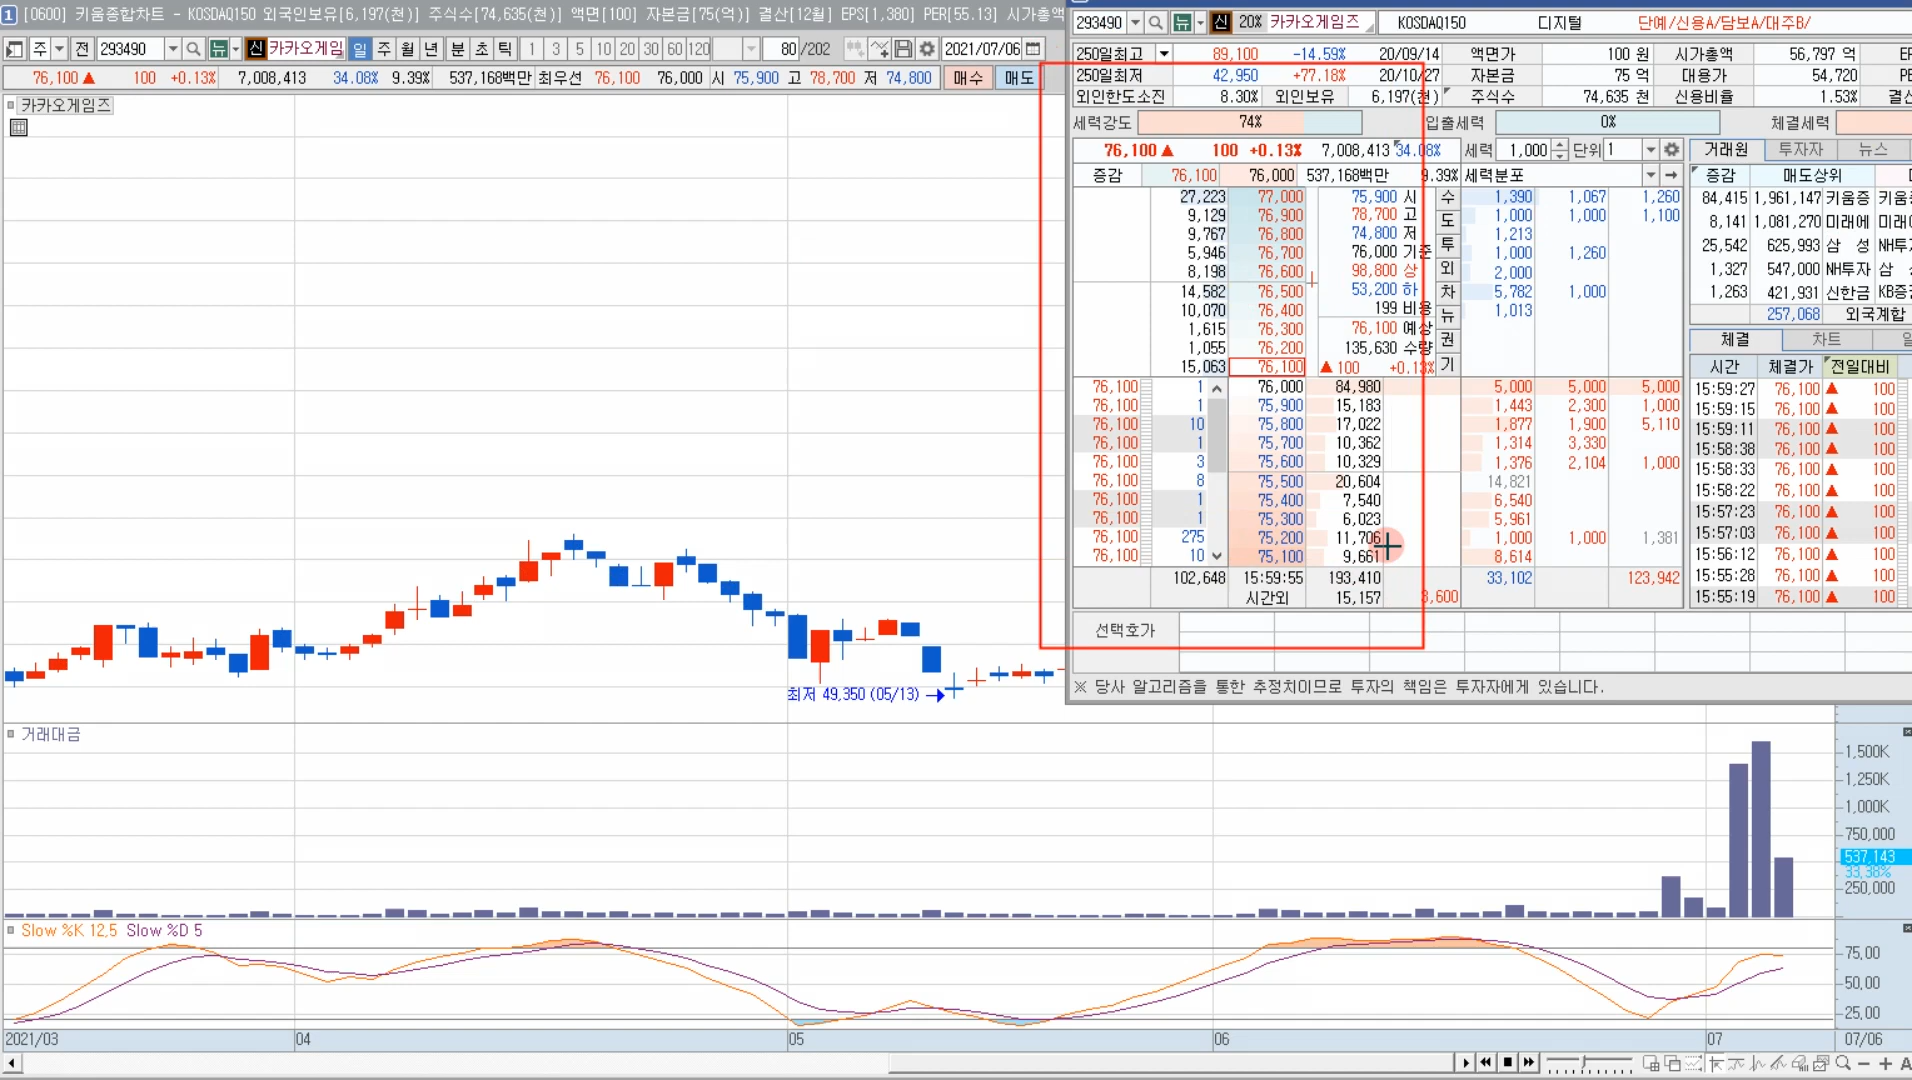 [0600] 키움종합차트 - KOSDAQ150 외국인보유[6,197(천)] 주식수[74,635(천)] 액면[100] 자본금[75(억)] 결산[12월] EPS[1,380] PER[55.13] 시가총액
주 전 293490 뉴 신 카카오게임 일 주 월 년 분 초 틱 1 3 5 10 20 30 60 120 80 /202 2021/07/06
76,100 ▲ 100 +0.13% 7,008,413 34.08% 9.39% 537,168백만 최우선 76,100 76,000 시 75,900 고 78,700 저 74,800 매수 매도
카카오게임즈
최저 49,350 (05/13) →
거래대금
1,500K
1,250K
1,000K
750,000
537,143
33.38%
250,000
Slow %K 12,5 Slow %D 5
75,00
50,00
25,00
2021/03 04 05 06 07 07/06
293490 뉴 신 20% 카카오게임즈 KOSDAQ150 디지털 단예/신용A/담보A/대주B/
250일최고 89,100 -14.59% 20/09/14 액면가 100 원 시가총액 56,797 억
250일최저 42,950 +77.18% 20/10/27 자본금 75 억 대용가 54,720
외인한도소진 8.30% 외인보유 6,197(천) 주식수 74,635 천 신용비율 1.53% 결산
세력강도 74% 입출세력 0% 체결세력
76,100 ▲ 100 +0.13% 7,008,413 34.08% 세력 1,000 단위 1
증감 76,100 76,000 537,168백만 9.39% 세력분포
27,223 77,000 75,900 시 수 1,390 1,067 1,260
9,129 76,900 78,700 고 도 1,000 1,000 1,100
9,767 76,800 74,800 저 1,213
5,946 76,700 76,000 기준 투 1,000 1,260
8,198 76,600 98,800 상 외 2,000
14,582 76,500 53,200 하 차 5,782 1,000
10,070 76,400 199 비용 뉴 1,013
1,615 76,300 76,100 예상
1,055 76,200 135,630 수량 권
15,063 76,100 ▲ 100 +0.13% 기
76,100 1 76,000 84,980 5,000 5,000 5,000
76,100 1 75,900 15,183 1,443 2,300 1,000
76,100 10 75,800 17,022 1,877 1,900 5,110
76,100 1 75,700 10,362 1,314 3,330
76,100 3 75,600 10,329 1,376 2,104 1,000
76,100 8 75,500 20,604 14,821
76,100 1 75,400 7,540 6,540
76,100 1 75,300 6,023 5,961
76,100 275 75,200 11,706 1,000 1,000 1,381
76,100 10 75,100 9,661 8,614
102,648 15:59:55 193,410 33,102 123,942
시간외 15,157 3,600
선택호가
※ 당사 알고리즘을 통한 추정치이므로 투자의 책임은 투자자에게 있습니다.
거래원 투자자 뉴스
증감 매도상위
84,415 1,961,147 키움증 키움
8,141 1,081,270 미래에 미래에
25,542 625,993 삼 성 NH투
1,327 547,000 NH투자 삼
1,263 421,931 신한금 KB증
257,068 외국계합
체결 차트
시간 체결가 전일대비
15:59:27 76,100 ▲ 100
15:59:15 76,100 ▲ 100
15:59:11 76,100 ▲ 100
15:58:38 76,100 ▲ 100
15:58:33 76,100 ▲ 100
15:58:22 76,100 ▲ 100
15:57:23 76,100 ▲ 100
15:57:03 76,100 ▲ 100
15:56:12 76,100 ▲ 100
15:55:28 76,100 ▲ 100
15:55:19 76,100 ▲ 100